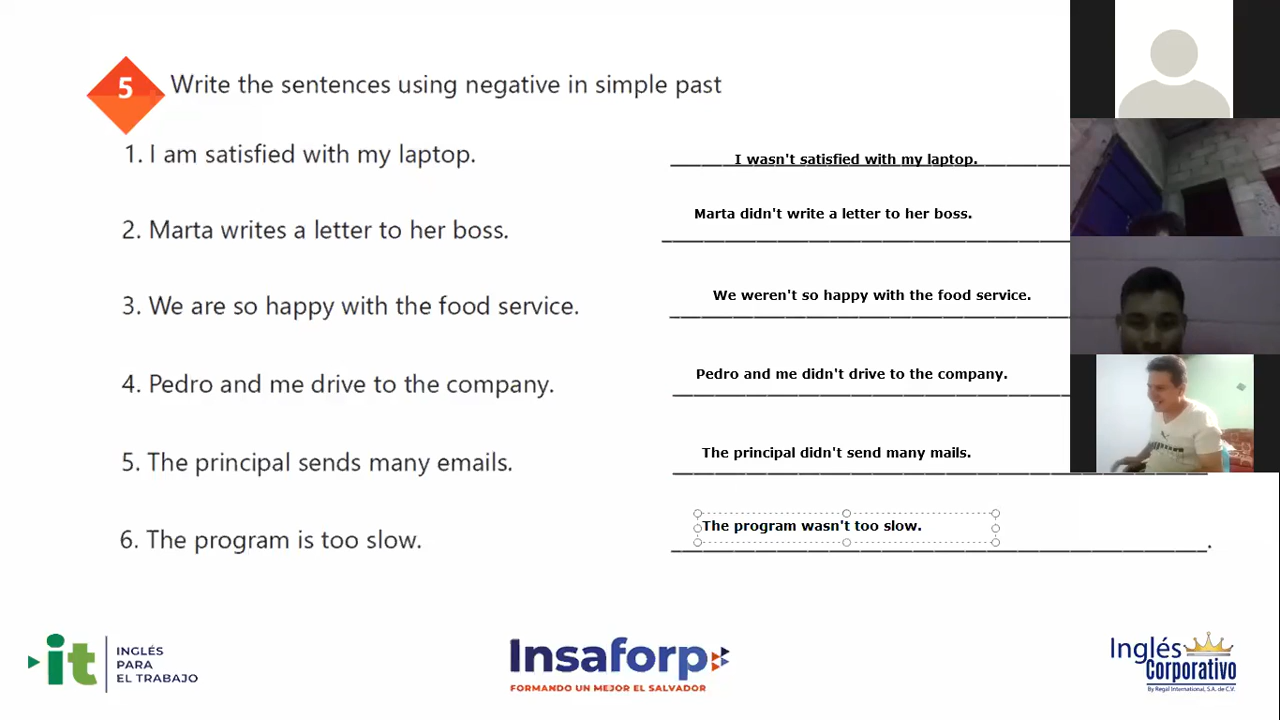 5
Write the sentences using negative in simple past
1. I am satisfied with my laptop.
I wasn't satisfied with my laptop.
2. Marta writes a letter to her boss.
Marta didn't write a letter to her boss.
3. We are so happy with the food service.
We weren't so happy with the food service.
4. Pedro and me drive to the company.
Pedro and me didn't drive to the company.
5. The principal sends many emails.
The principal didn't send many mails.
6. The program is too slow.
The program wasn't too slow.
it
INGLÉS
PARA
EL TRABAJO
Insaforp
FORMANDO UN MEJOR EL SALVADOR
Inglés
Corporativo
By Regal International, S.A. de C.V.